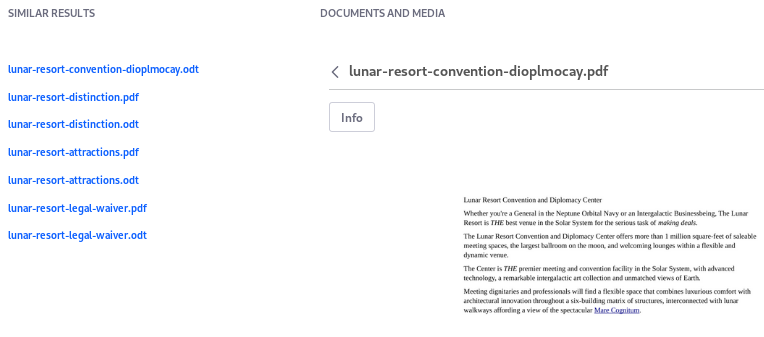 SIMILAR RESULTS
lunar-resort-convention-dioplmocay.odt
lunar-resort-distinction.pdf
lunar-resort-distinction.odt
lunar-resort-attractions.pdf
lunar-resort-attractions.odt
lunar-resort-legal-waiver.pdf
lunar-resort-legal-waiver.odt
DOCUMENTS AND MEDIA
lunar-resort-convention-dioplmocay.pdf
Info
Lunar Resort Convention and Diplomacy Center
Whether you're a General in the Neptune Orbital Navy or an Intergalactic Businessbeing, The Lunar
Resort is THE best venue in the Solar System for the serious task of making deals.
The Lunar Resort Convention and Diplomacy Center offers more than 1 million square-feet of saleable
meeting spaces, the largest ballroom on the moon, and welcoming lounges within a flexible and
dynamic venue.
The Center is THE premier meeting and convention facility in the Solar System, with advanced
technology, a remarkable intergalactic art collection and unmatched views of Earth.
Meeting dignitaries and professionals will find a flexible space that combines luxurious comfort with
architectural innovation throughout a six-building matrix of structures, interconnected with lunar
walkways affording a view of the spectacular Mare Cognitum.